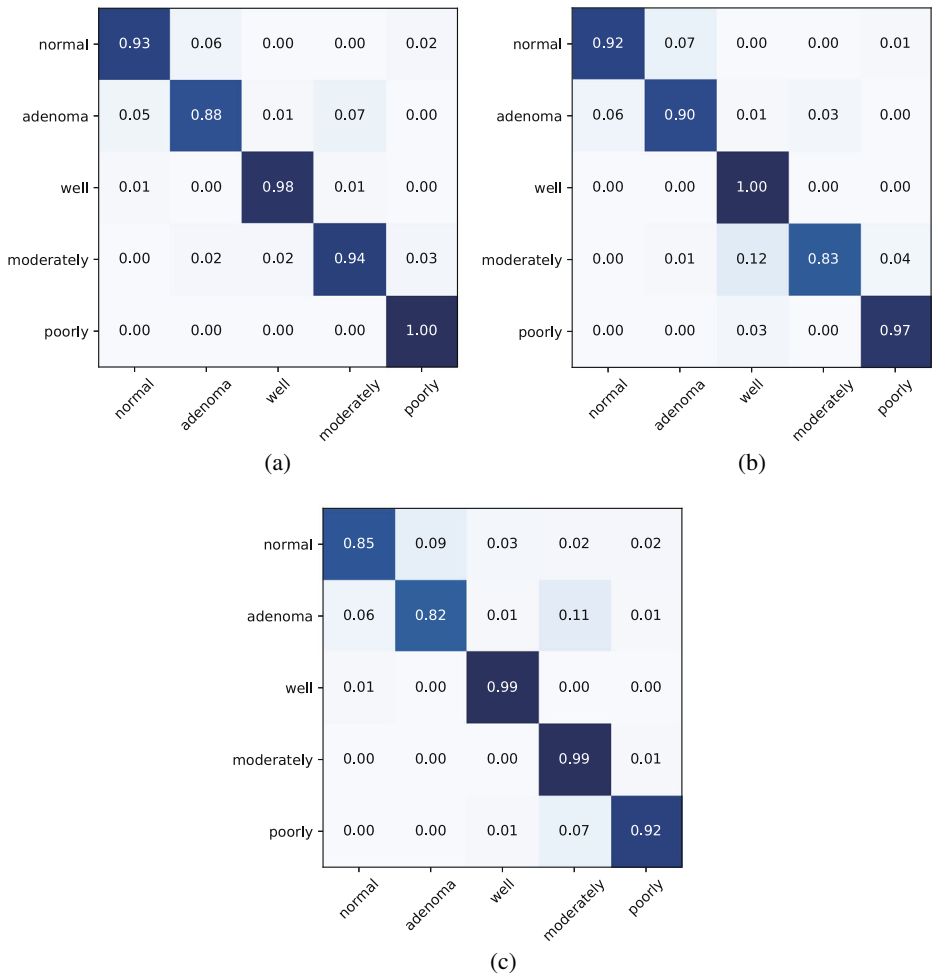 normal 0.93 0.06 0.00 0.00 0.02
adenoma 0.05 0.88 0.01 0.07 0.00
well 0.01 0.00 0.98 0.01 0.00
moderately 0.00 0.02 0.02 0.94 0.03
poorly 0.00 0.00 0.00 0.00 1.00
normal adenoma well moderately poorly
(a)
normal 0.92 0.07 0.00 0.00 0.01
adenoma 0.06 0.90 0.01 0.03 0.00
well 0.00 0.00 1.00 0.00 0.00
moderately 0.00 0.01 0.12 0.83 0.04
poorly 0.00 0.00 0.03 0.00 0.97
normal adenoma well moderately poorly
(b)
normal 0.85 0.09 0.03 0.02 0.02
adenoma 0.06 0.82 0.01 0.11 0.01
well 0.01 0.00 0.99 0.00 0.00
moderately 0.00 0.00 0.00 0.99 0.01
poorly 0.00 0.00 0.01 0.07 0.92
normal adenoma well moderately poorly
(c)